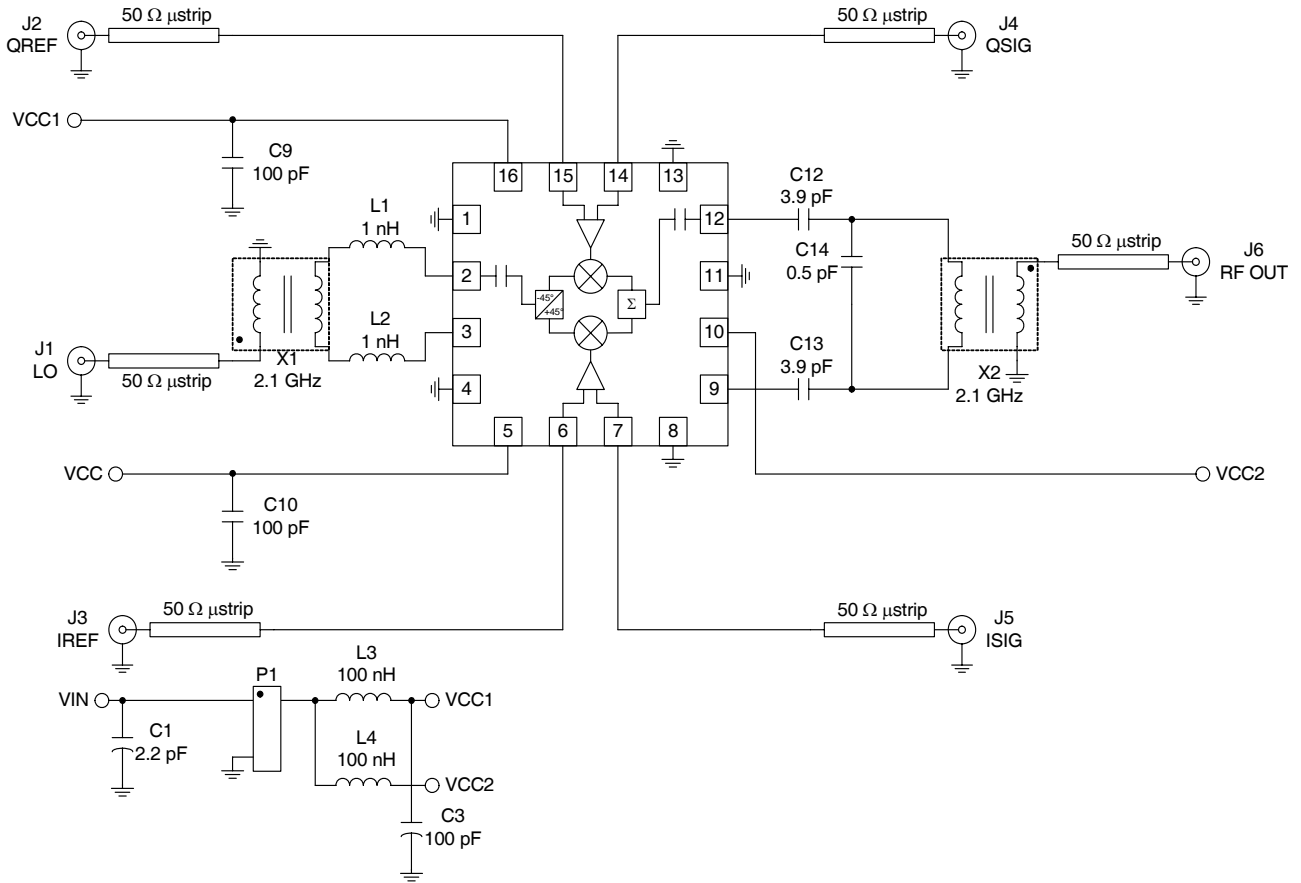 J2
QREF
50 Ω μstrip
50 Ω μstrip
J4
QSIG
VCC1
C9
100 pF
16
15
14
13
C12
3.9 pF
L1
1 nH
1
12
C14
0.5 pF
50 Ω μstrip
J6
RF OUT
2
11
-45°
+45°
Σ
L2
1 nH
3
10
J1
LO
50 Ω μstrip
X1
2.1 GHz
C13
3.9 pF
X2
2.1 GHz
4
9
5
6
7
8
VCC
VCC2
C10
100 pF
J3
IREF
50 Ω μstrip
50 Ω μstrip
J5
ISIG
P1
L3
100 nH
VIN
VCC1
C1
2.2 pF
L4
100 nH
VCC2
C3
100 pF